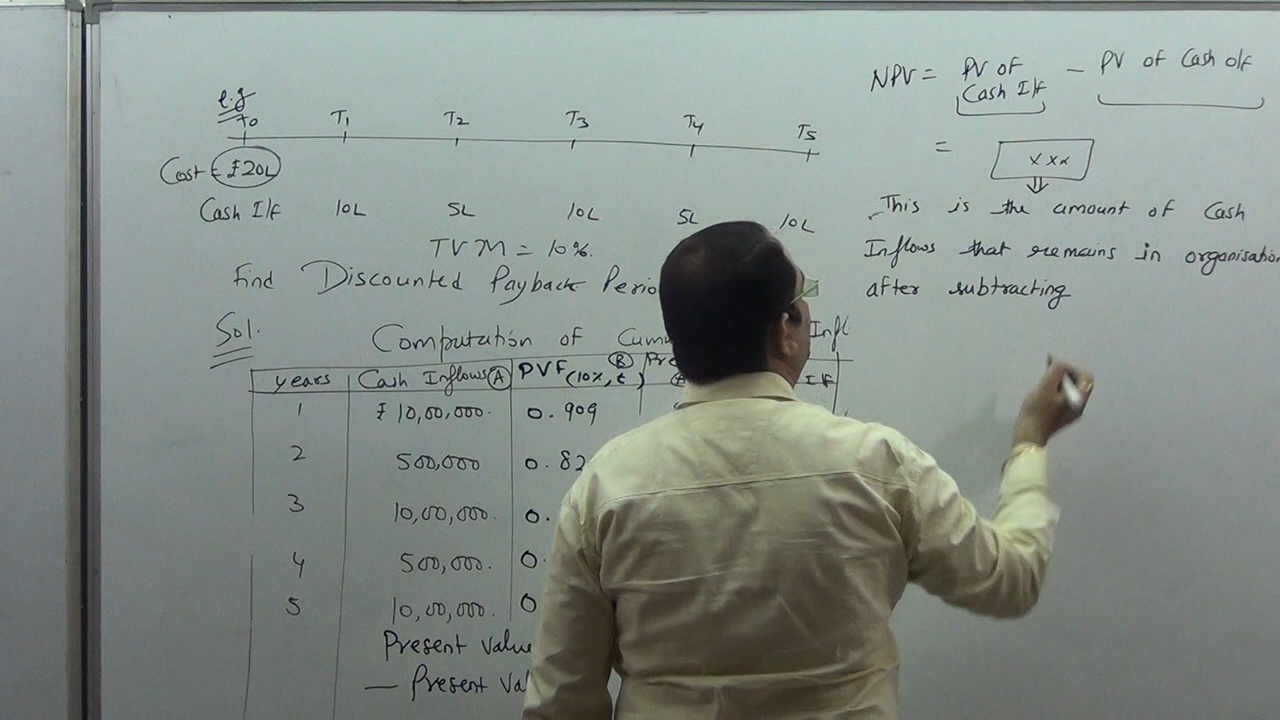 e.g
T0 T1 T2 T3 T4 T5
Cost - ₹20L
Cash I/f 10L 5L 10L 5L 10L
TVM = 10%.
Find Discounted Payback Perio
Sol.
Computation of Cum Infl
years Cash Inflows (A) PVF (10%, t) (B) Pre I/f
1 ₹ 10,00,000. 0.909
2 500,000 0.82
3 10,00,000. 0.
4 500,000. 0.
5 10,00,000. 0
Present value
— Present Val
NPV = PV of Cash I/f — PV of Cash o/f
= xxx
⇓
This is the amount of Cash
Inflows that remains in organisation
after subtracting